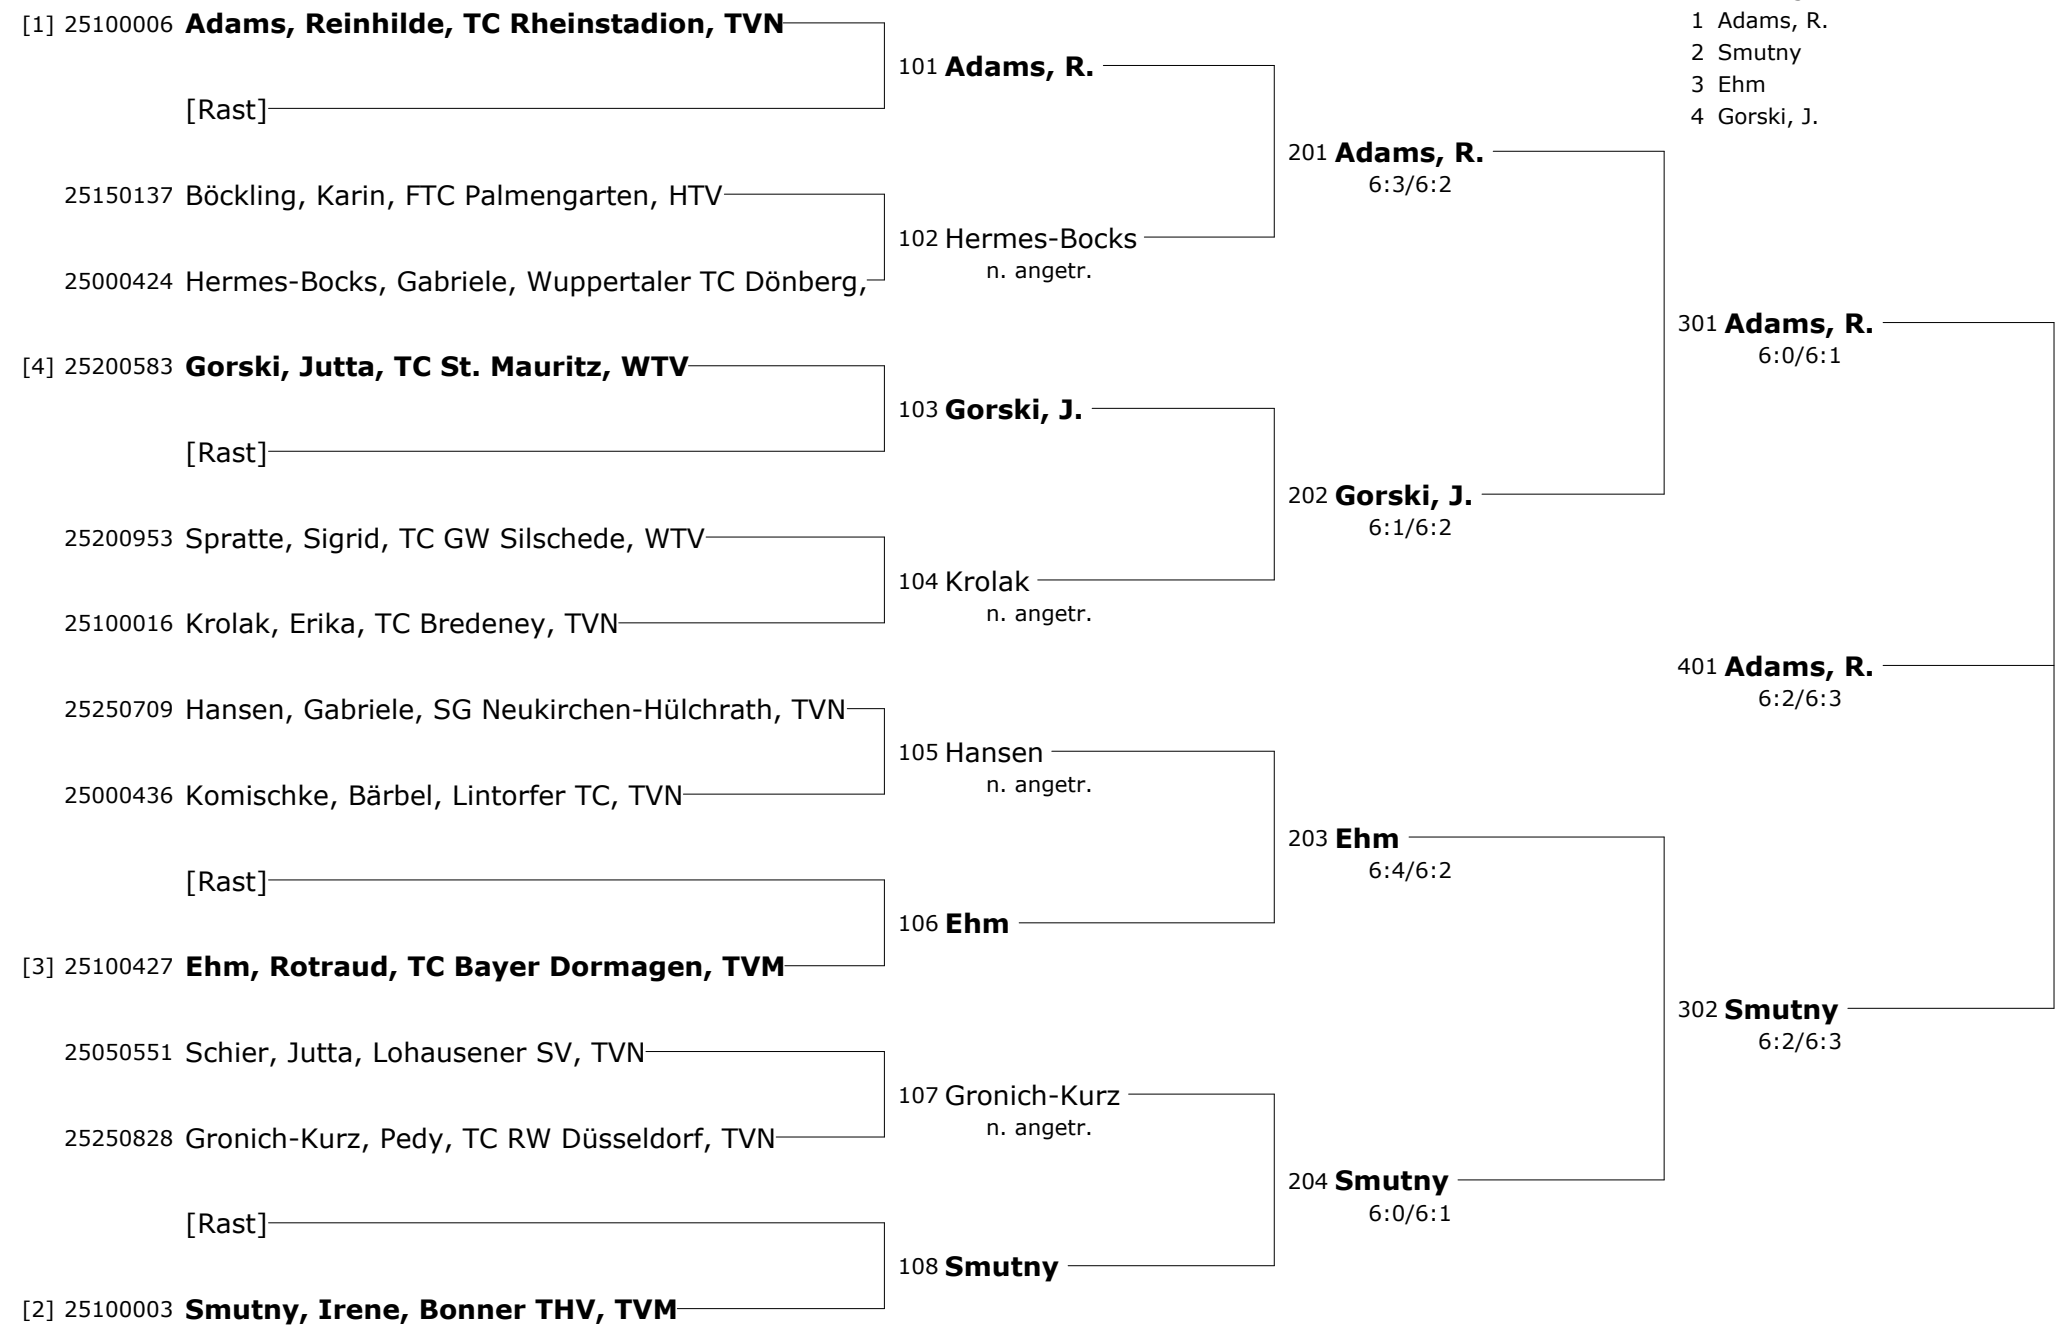 [1] 25100006 Adams, Reinhilde, TC Rheinstadion, TVN
[Rast]
25150137 Böckling, Karin, FTC Palmengarten, HTV
25000424 Hermes-Bocks, Gabriele, Wuppertaler TC Dönberg,
[4] 25200583 Gorski, Jutta, TC St. Mauritz, WTV
[Rast]
25200953 Spratte, Sigrid, TC GW Silschede, WTV
25100016 Krolak, Erika, TC Bredeney, TVN
25250709 Hansen, Gabriele, SG Neukirchen-Hülchrath, TVN
25000436 Komischke, Bärbel, Lintorfer TC, TVN
[Rast]
[3] 25100427 Ehm, Rotraud, TC Bayer Dormagen, TVM
25050551 Schier, Jutta, Lohausener SV, TVN
25250828 Gronich-Kurz, Pedy, TC RW Düsseldorf, TVN
[Rast]
[2] 25100003 Smutny, Irene, Bonner THV, TVM
101 Adams, R.
102 Hermes-Bocks
n. angetr.
103 Gorski, J.
104 Krolak
n. angetr.
105 Hansen
n. angetr.
106 Ehm
107 Gronich-Kurz
n. angetr.
108 Smutny
201 Adams, R.
6:3/6:2
202 Gorski, J.
6:1/6:2
203 Ehm
6:4/6:2
204 Smutny
6:0/6:1
1 Adams, R.
2 Smutny
3 Ehm
4 Gorski, J.
301 Adams, R.
6:0/6:1
401 Adams, R.
6:2/6:3
302 Smutny
6:2/6:3